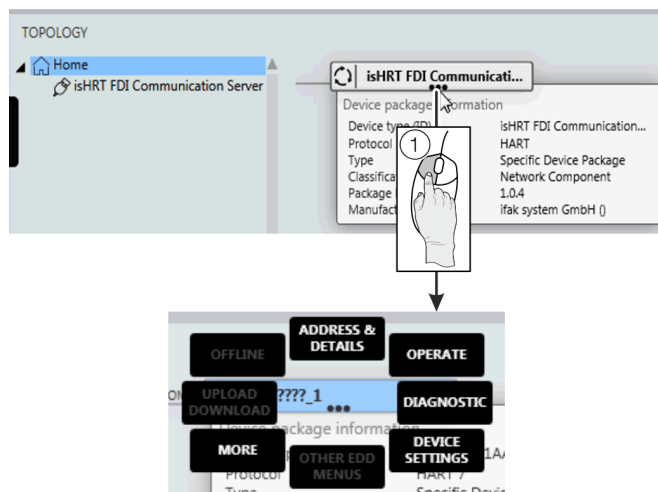 TOPOLOGY
Home
isHRT FDI Communication Server
isHRT FDI Communicati...
Device package information
Device type (ID) isHRT FDI Communication...
Protocol HART
Type Specific Device Package
Classifica Network Component
Package 1.0.4
Manufact ifak system GmbH ()
1
ADDRESS &
DETAILS
OFFLINE
OPERATE
UPLOAD
DOWNLOAD
????_1
DIAGNOSTIC
Device package information
MORE
OTHER EDD
MENUS
DEVICE
SETTINGS
1A
Protocol HART 7
Type Specific Devic